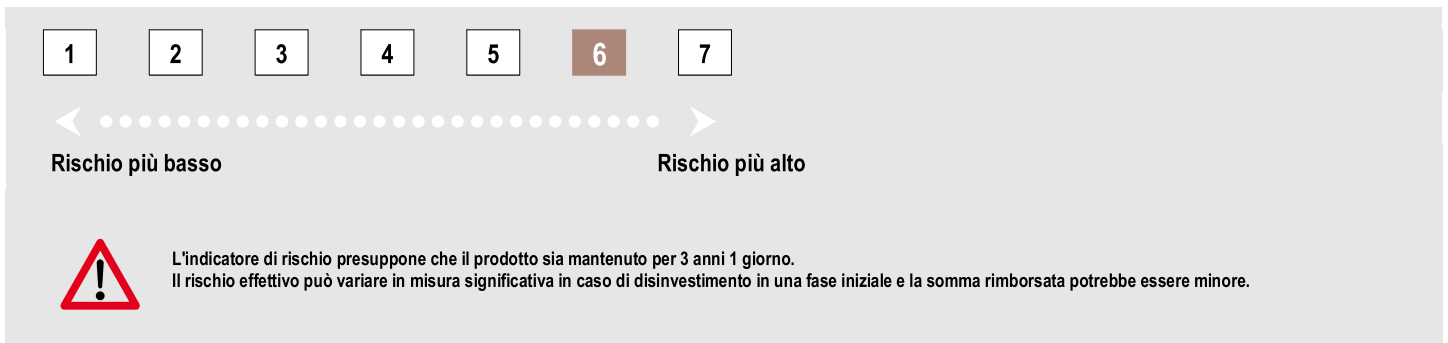 1 2 3 4 5 6 7
Rischio più basso Rischio più alto
L'indicatore di rischio presuppone che il prodotto sia mantenuto per 3 anni 1 giorno.
Il rischio effettivo può variare in misura significativa in caso di disinvestimento in una fase iniziale e la somma rimborsata potrebbe essere minore.